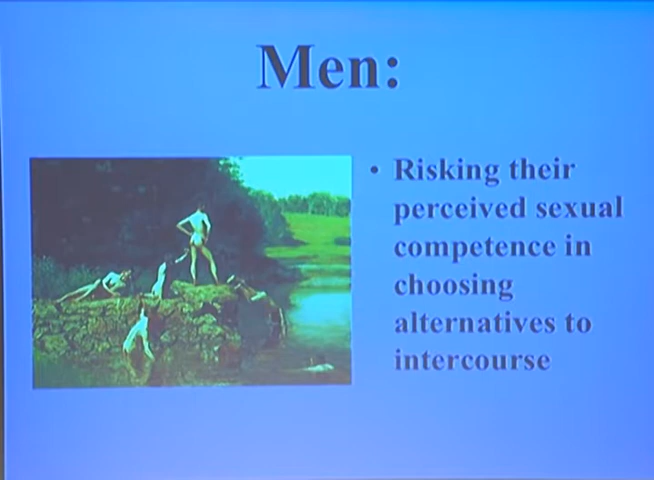 Men:
• Risking their
perceived sexual
competence in
choosing
alternatives to
intercourse